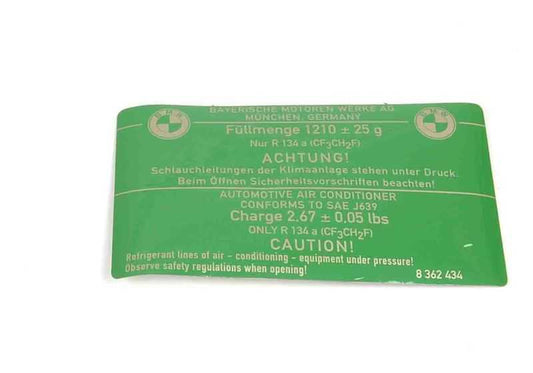 BAYERISCHE MOTOREN WERKE AG
MÜNCHEN, GERMANY
BMW
BMW
Füllmenge 1210 ± 25 g
Nur R 134 a (CF3CH2F)
ACHTUNG!
Schlauchleitungen der Klimaanlage stehen unter Druck.
Beim Öffnen Sicherheitsvorschriften beachten!
AUTOMOTIVE AIR CONDITIONER
CONFORMS TO SAE J639
Charge 2.67 ± 0,05 lbs
ONLY R 134 a (CF3CH2F)
CAUTION!
Refrigerant lines of air - conditioning - equipment under pressure!
Observe safety regulations when opening!
8 362 434